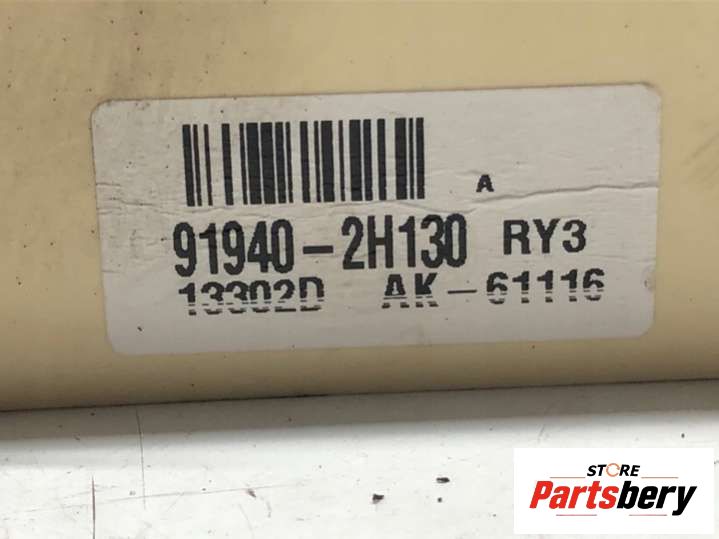 A
91940-2H130 RY3
13302D AK-61116
STORE
Partsbery